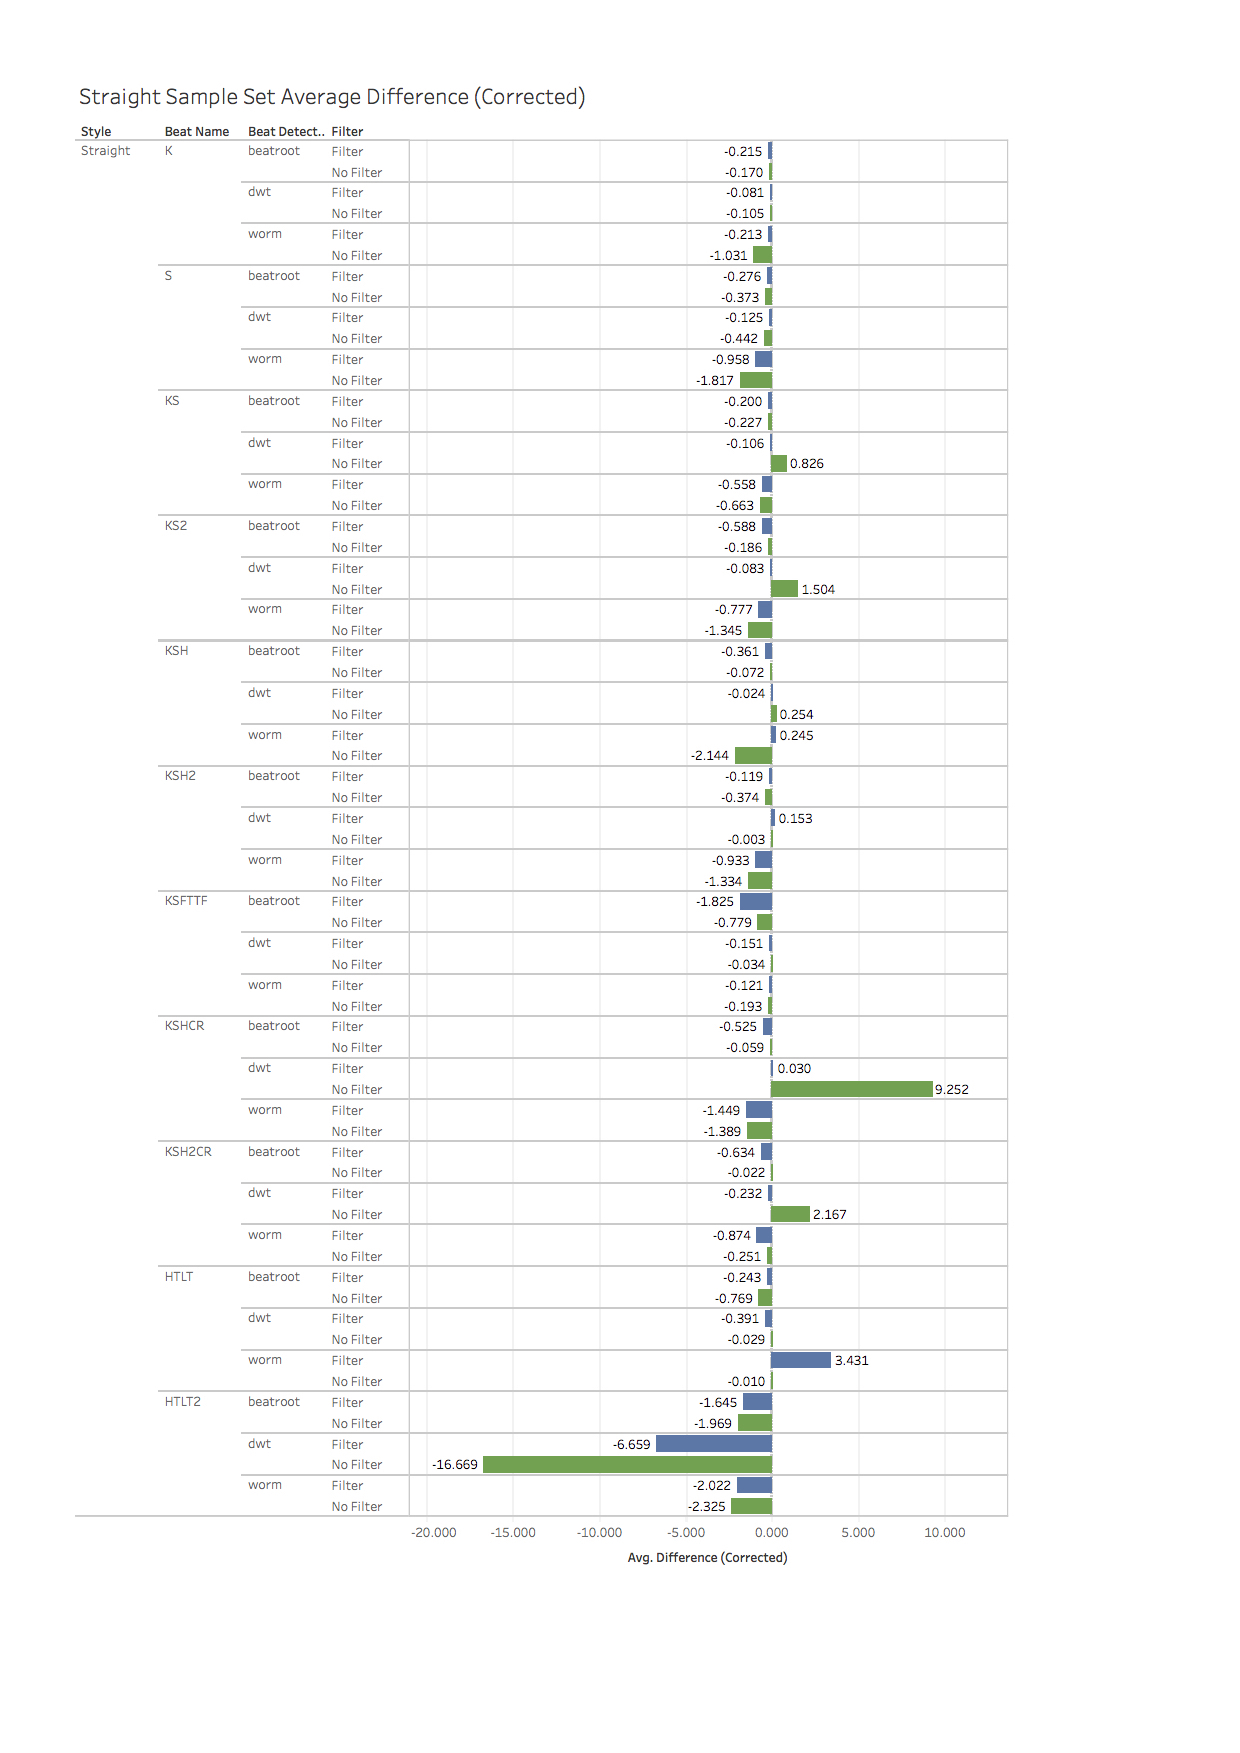 Straight Sample Set Average Difference (Corrected)
Style Beat Name Beat Detect.. Filter
Straight K beatroot Filter -0.215
No Filter -0.170
dwt Filter -0.081
No Filter -0.105
worm Filter -0.213
No Filter -1.031
S beatroot Filter -0.276
No Filter -0.373
dwt Filter -0.125
No Filter -0.442
worm Filter -0.958
No Filter -1.817
KS beatroot Filter -0.200
No Filter -0.227
dwt Filter -0.106
No Filter 0.826
worm Filter -0.558
No Filter -0.663
KS2 beatroot Filter -0.588
No Filter -0.186
dwt Filter -0.083
No Filter 1.504
worm Filter -0.777
No Filter -1.345
KSH beatroot Filter -0.361
No Filter -0.072
dwt Filter -0.024
No Filter 0.254
worm Filter 0.245
No Filter -2.144
KSH2 beatroot Filter -0.119
No Filter -0.374
dwt Filter 0.153
No Filter -0.003
worm Filter -0.933
No Filter -1.334
KSFTTF beatroot Filter -1.825
No Filter -0.779
dwt Filter -0.151
No Filter -0.034
worm Filter -0.121
No Filter -0.193
KSHCR beatroot Filter -0.525
No Filter -0.059
dwt Filter 0.030
No Filter 9.252
worm Filter -1.449
No Filter -1.389
KSH2CR beatroot Filter -0.634
No Filter -0.022
dwt Filter -0.232
No Filter 2.167
worm Filter -0.874
No Filter -0.251
HTLT beatroot Filter -0.243
No Filter -0.769
dwt Filter -0.391
No Filter -0.029
worm Filter 3.431
No Filter -0.010
HTLT2 beatroot Filter -1.645
No Filter -1.969
dwt Filter -6.659
No Filter -16.669
worm Filter -2.022
No Filter -2.325
-20.000 -15.000 -10.000 -5.000 0.000 5.000 10.000
Avg. Difference (Corrected)